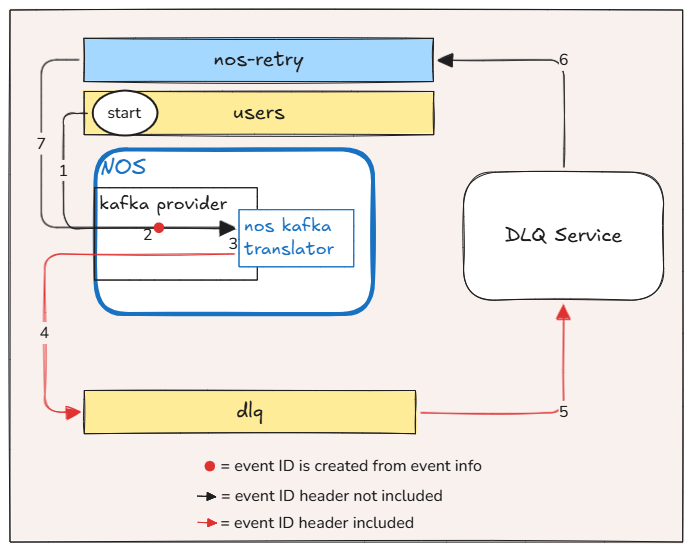 nos-retry
6
start
users
7
1
NOS
kafka provider
2
3
nos kafka
translator
DLQ Service
4
dlq
5
= event ID is created from event info
= event ID header not included
= event ID header included